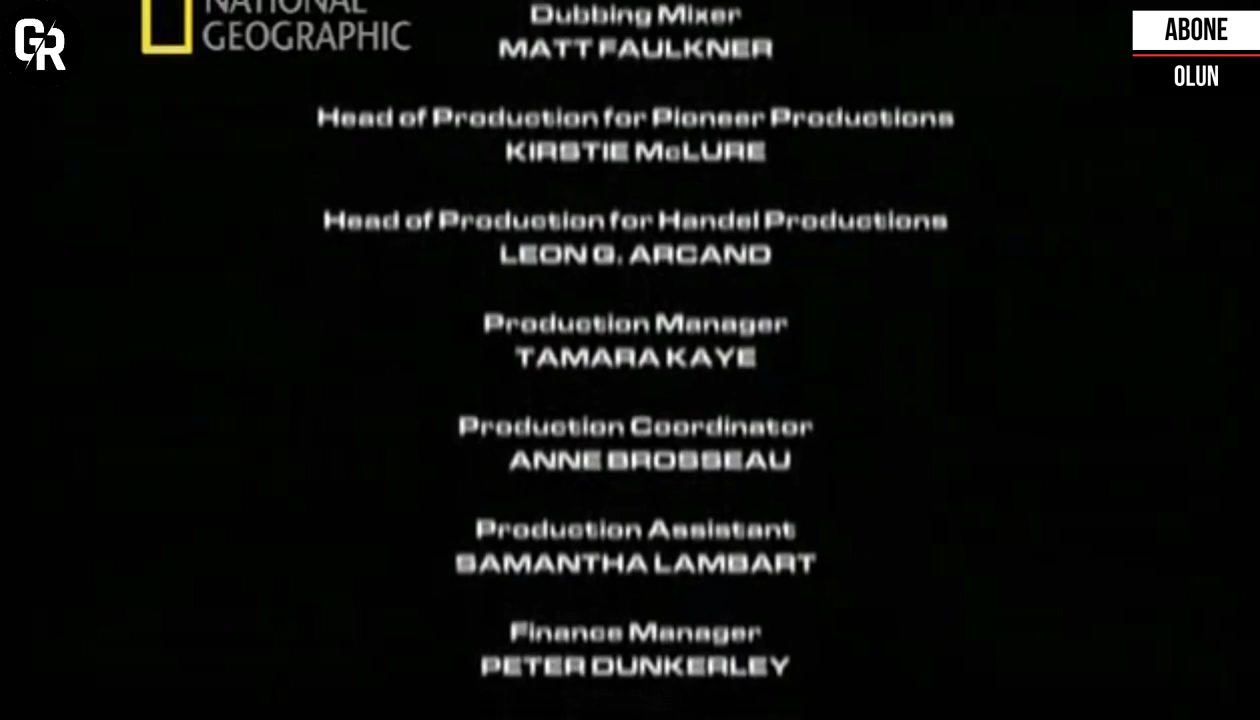 GR
NATIONAL
GEOGRAPHIC
ABONE
OLUN
Dubbing Mixer
MATT FAULKNER
Head of Production for Pioneer Productions
KIRSTIE McLURE
Head of Production for Handel Productions
LEON G. ARCAND
Production Manager
TAMARA KAYE
Production Coordinator
ANNE BROSSEAU
Production Assistant
SAMANTHA LAMBART
Finance Manager
PETER DUNKERLEY